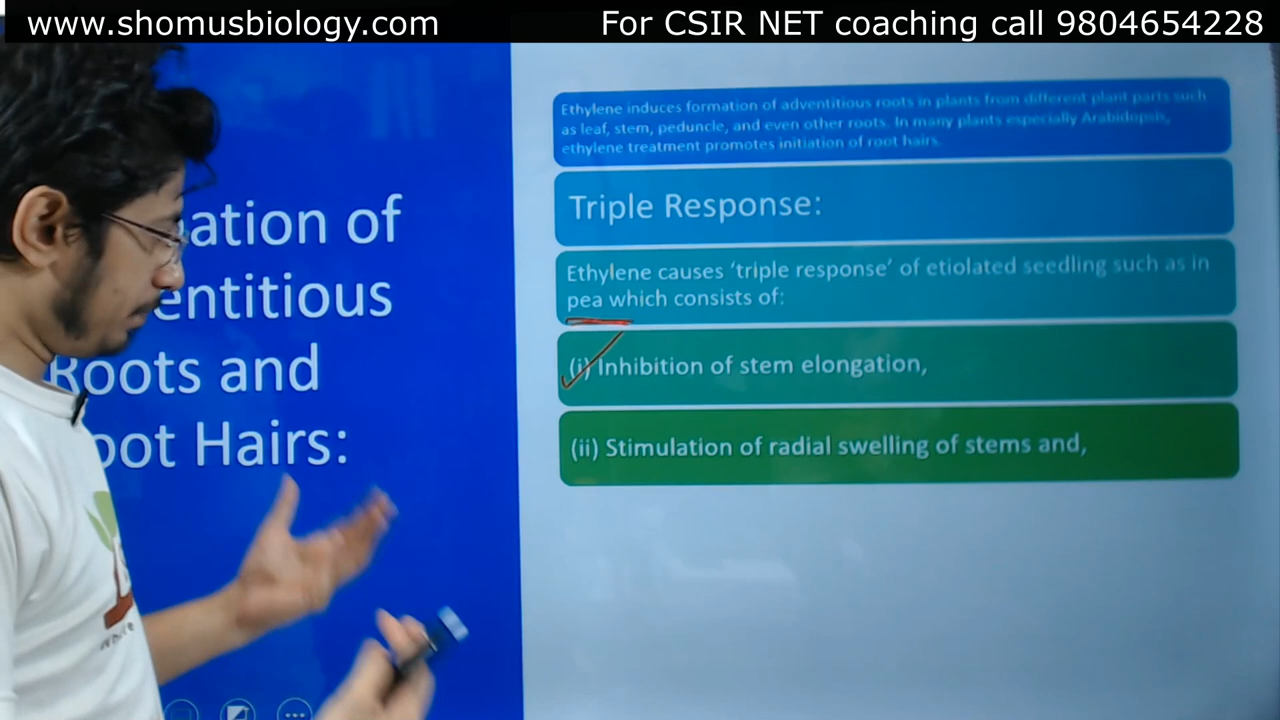 www.shomusbiology.com
For CSIR NET coaching call 9804654228
ation of
entitious
Roots and
oot Hairs:
Ethylene induces formation of adventitious roots in plants from different plant parts such
as leaf, stem, peduncle, and even other roots. In many plants especially Arabidopsis,
ethylene treatment promotes initiation of root hairs.
Triple Response:
Ethylene causes ‘triple response’ of etiolated seedling such as in
pea which consists of:
(i) Inhibition of stem elongation,
(ii) Stimulation of radial swelling of stems and,